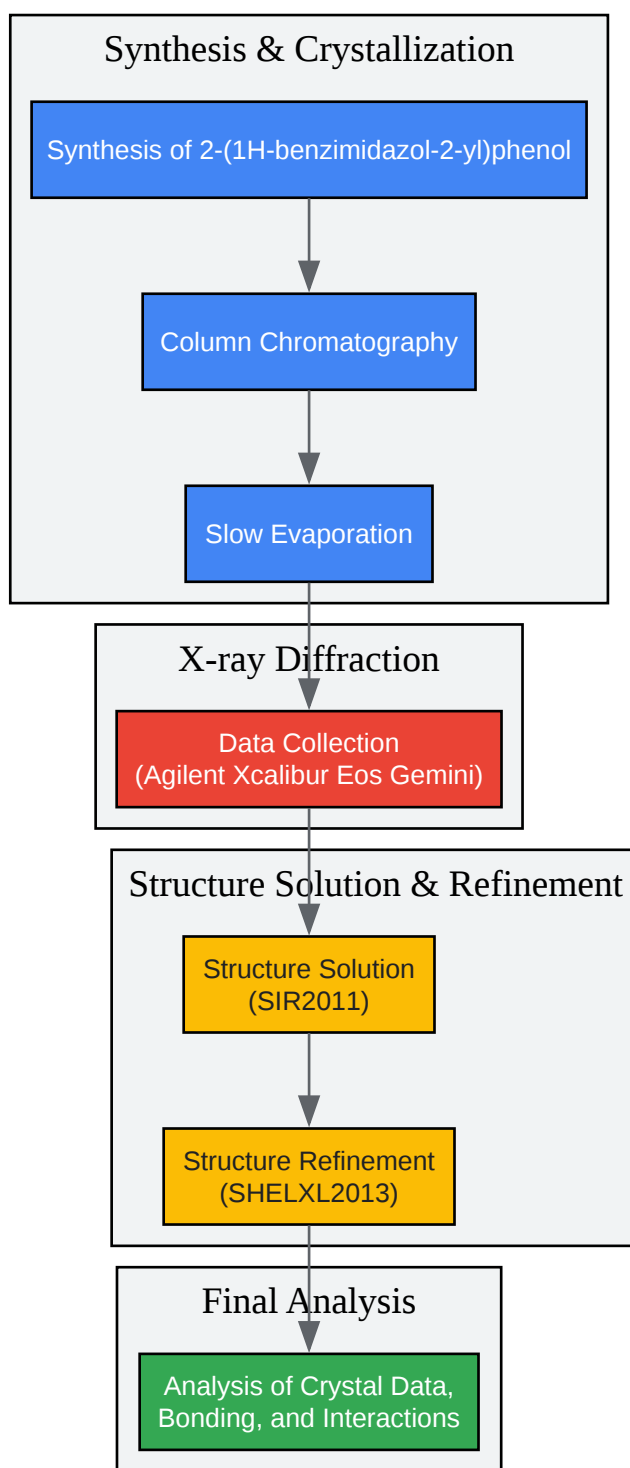 Synthesis & Crystallization
Synthesis of 2-(1H-benzimidazol-2-yl)phenol
Column Chromatography
Slow Evaporation
X-ray Diffraction
Data Collection
(Agilent Xcalibur Eos Gemini)
Structure Solution & Refinement
Structure Solution
(SIR2011)
Structure Refinement
(SHELXL2013)
Final Analysis
Analysis of Crystal Data,
Bonding, and Interactions